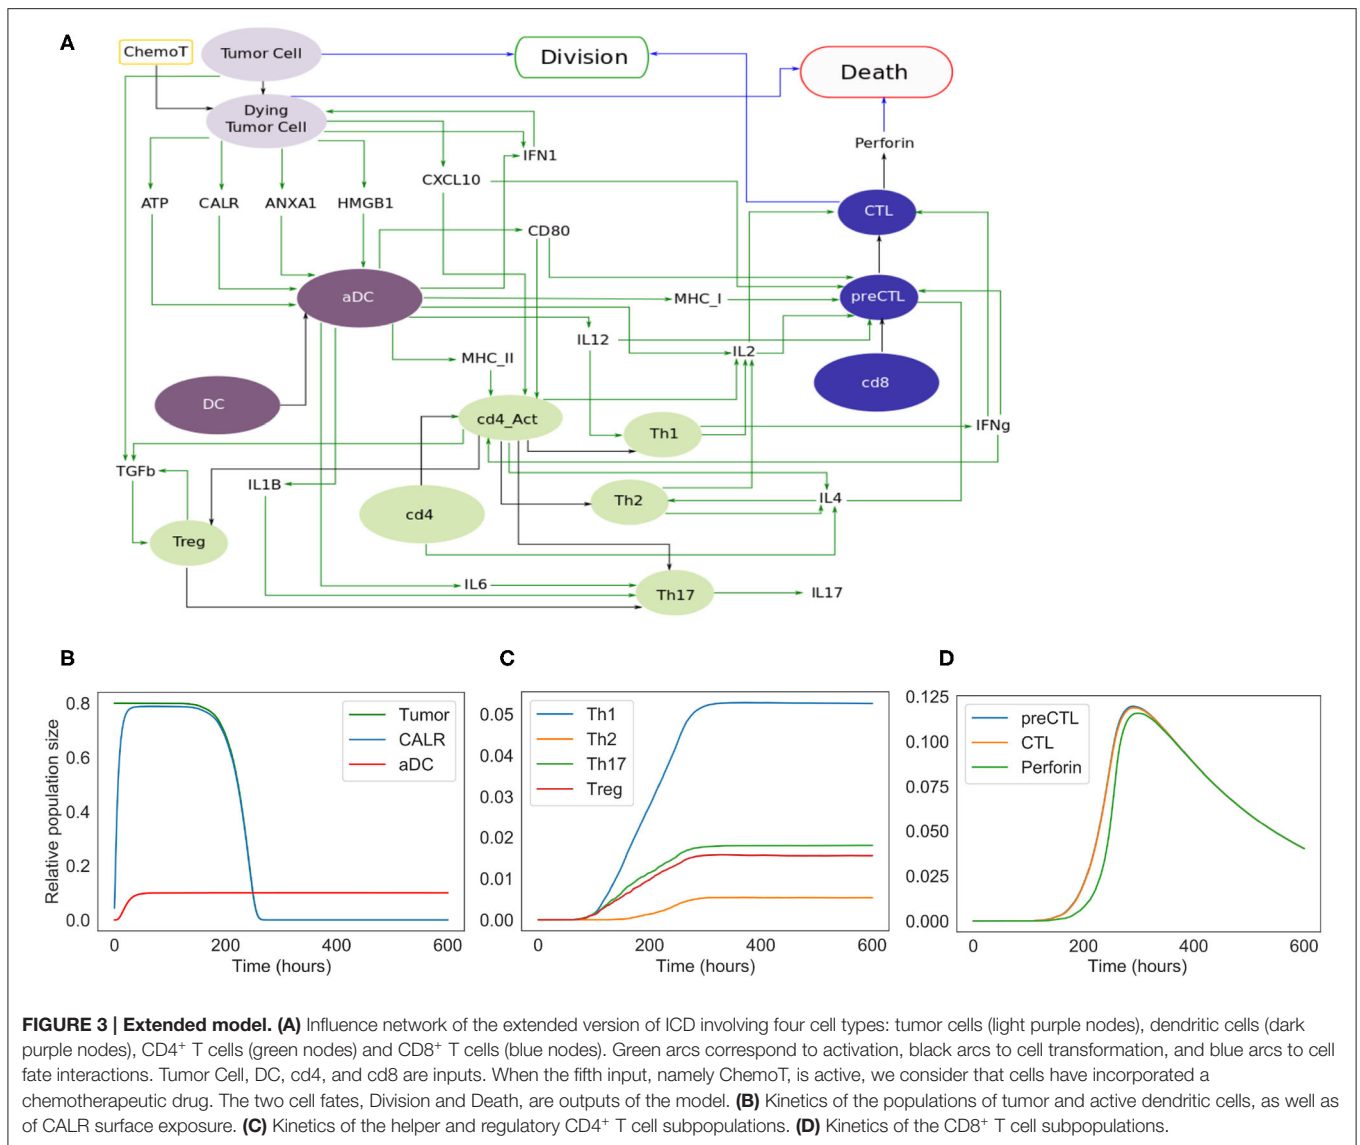 A
ChemoT
Tumor Cell
Division
Death
Dying
Tumor Cell
Perforin
IFN1
CXCL10
ATP
CALR
ANXA1
HMGB1
CTL
CD80
aDC
MHC_I
preCTL
IL12
IL2
MHC_II
cd8
DC
cd4_Act
Th1
IFNg
TGFb
IL1B
Th2
IL4
cd4
Treg
IL6
Th17
IL17
B
Relative population size
0.8
0.6
0.4
0.2
0.0
Tumor
CALR
aDC
0
200
400
600
Time (hours)
C
0.05
0.04
0.03
0.02
0.01
0.00
Th1
Th2
Th17
Treg
0
200
400
600
Time (hours)
D
0.125
0.100
0.075
0.050
0.025
0.000
preCTL
CTL
Perforin
0
200
400
600
Time (hours)
FIGURE 3 | Extended model. (A) Influence network of the extended version of ICD involving four cell types: tumor cells (light purple nodes), dendritic cells (dark
purple nodes), CD4⁺ T cells (green nodes) and CD8⁺ T cells (blue nodes). Green arcs correspond to activation, black arcs to cell transformation, and blue arcs to cell
fate interactions. Tumor Cell, DC, cd4, and cd8 are inputs. When the fifth input, namely ChemoT, is active, we consider that cells have incorporated a
chemotherapeutic drug. The two cell fates, Division and Death, are outputs of the model. (B) Kinetics of the populations of tumor and active dendritic cells, as well as
of CALR surface exposure. (C) Kinetics of the helper and regulatory CD4⁺ T cell subpopulations. (D) Kinetics of the CD8⁺ T cell subpopulations.